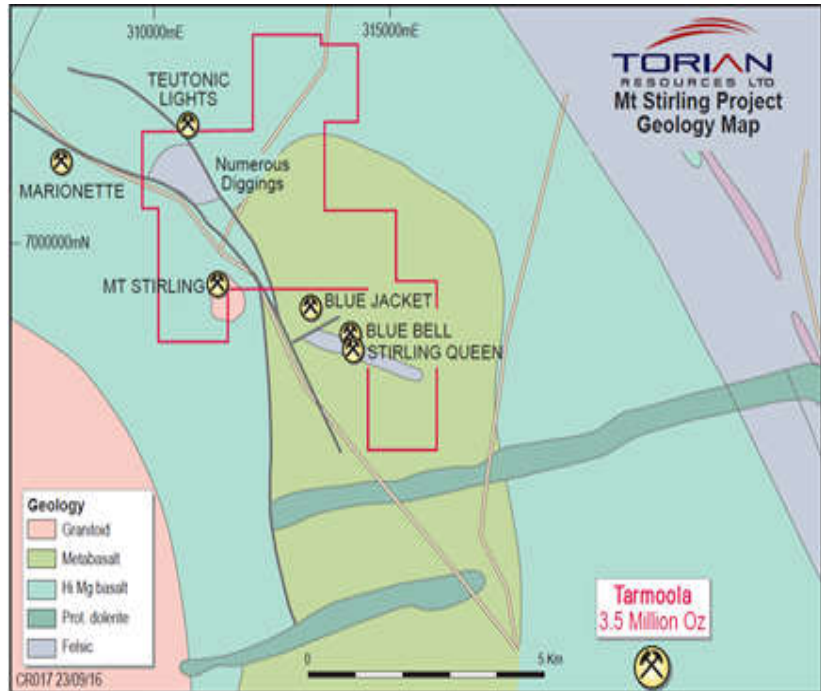 310000mE
315000mE
TORIAN
RESOURCES LTD
Mt Stirling Project
Geology Map
TEUTONIC
LIGHTS
Numerous
Diggings
MARIONETTE
7000000mN
MT STIRLING
BLUE JACKET
BLUE BELL
STIRLING QUEEN
Geology
Granitoid
Metabasalt
Hi Mg basalt
Prot. dolerite
Felsic
Tarmoola
3.5 Million Oz
0
5 Km
CR017 23/09/16